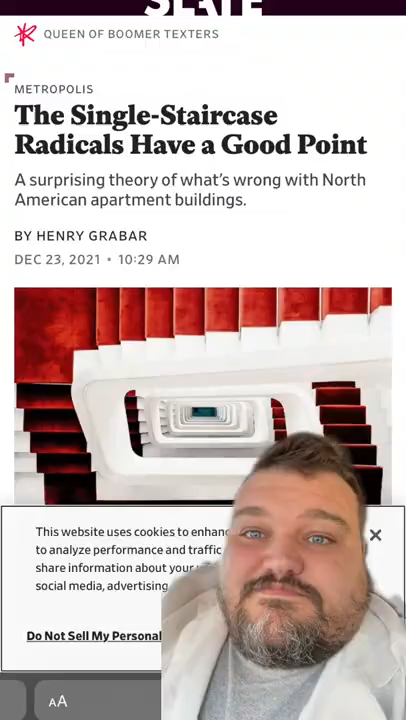 SLATE
QUEEN OF BOOMER TEXTERS
METROPOLIS
The Single-Staircase
Radicals Have a Good Point
A surprising theory of what's wrong with North
American apartment buildings.
BY HENRY GRABAR
DEC 23, 2021 • 10:29 AM
This website uses cookies to
to analyze performance and traffic
share information about your
social media, advertising
Do Not Sell My Personal
AA